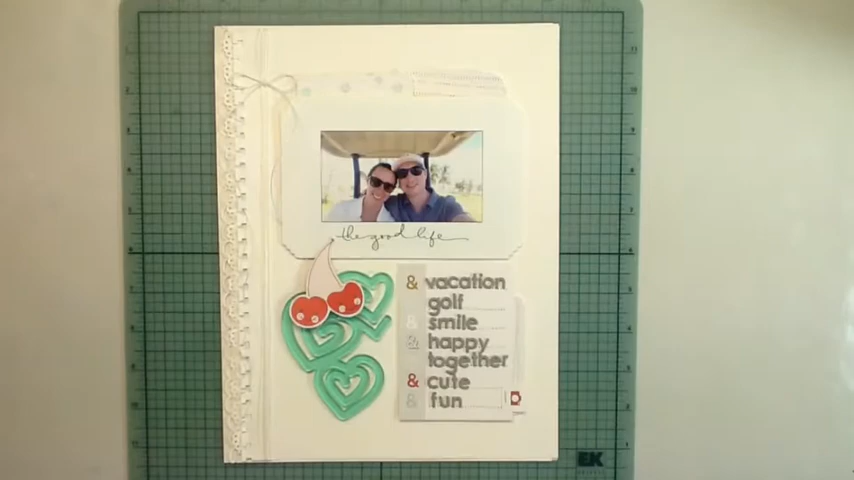 the good life
& vacation
golf
& smile
& happy
together
& cute
& fun
EK